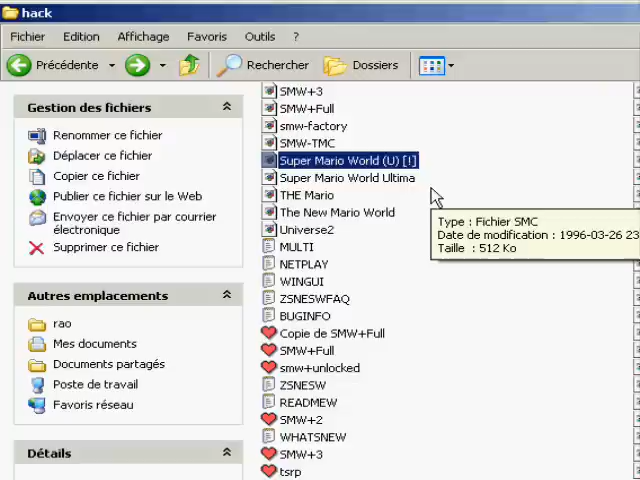 hack
Fichier Edition Affichage Favoris Outils ?
Précédente Rechercher Dossiers
Gestion des fichiers
Renommer ce fichier
Déplacer ce fichier
Copier ce fichier
Publier ce fichier sur le Web
Envoyer ce fichier par courrier
électronique
Supprimer ce fichier
Autres emplacements
rao
Mes documents
Documents partagés
Poste de travail
Favoris réseau
Détails
SMW+3
SMW+Full
smw-factory
SMW-TMC
Super Mario World (U) [!]
Super Mario World Ultima
THE Mario
The New Mario World
Universe2
MULTI
NETPLAY
WINGUI
ZSNESFAQ
BUGINFO
Copie de SMW+Full
SMW+Full
smw+unlocked
ZSNESW
README
SMW+2
WHATSNEW
SMW+3
tsrp
Type : Fichier SMC
Date de modification : 1996-03-26 23
Taille : 512 Ko